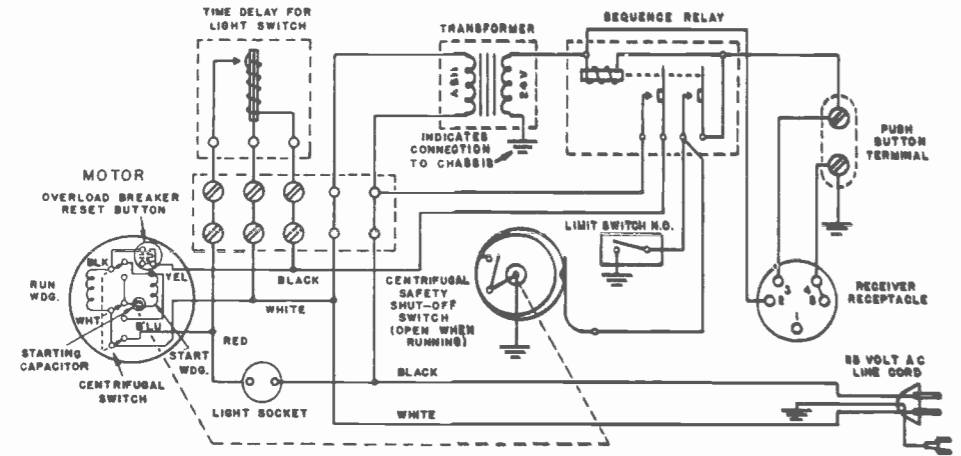 TIME DELAY FOR
LIGHT SWITCH
TRANSFORMER
SEQUENCE RELAY
24V
INDICATES
CONNECTION
TO CHASSIS
PUSH
BUTTON
TERMINAL
MOTOR
OVERLOAD BREAKER
RESET BUTTON
LIMIT SWITCH N.O.
BLK
YEL
RUN
WDG.
WHT
BLU
BLACK
WHITE
RED
CENTRIFUGAL
SAFETY
SHUT-OFF
SWITCH
(OPEN WHEN
RUNNING)
3
4
2
5
1
RECEIVER
RECEPTACLE
STARTING
CAPACITOR
START
WDG.
CENTRIFUGAL
SWITCH
LIGHT SOCKET
BLACK
WHITE
VOLT AC
LINE CORD